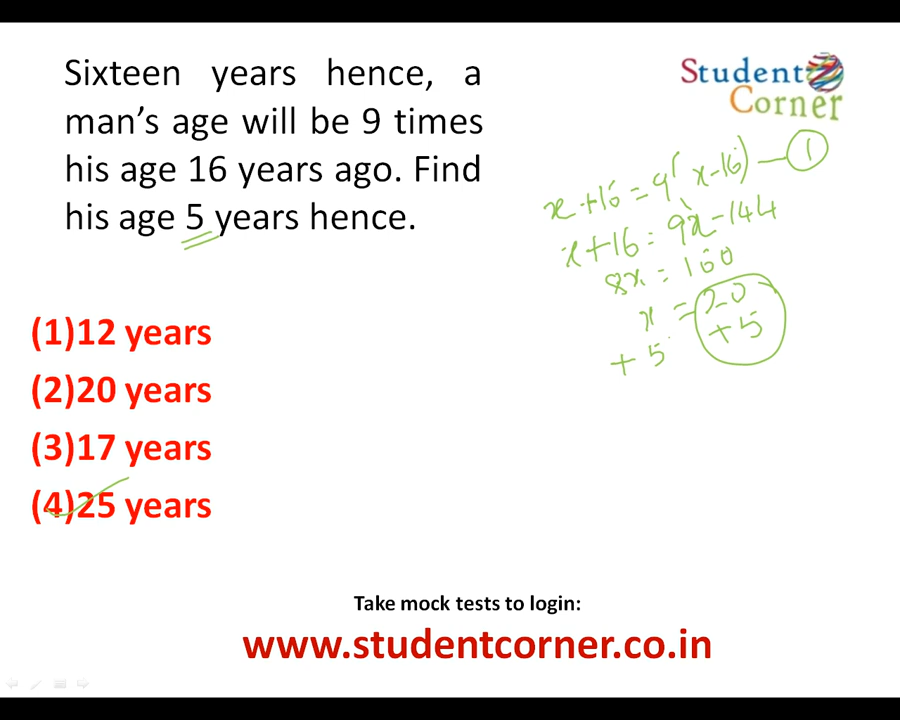 Sixteen years hence, a
man's age will be 9 times
his age 16 years ago. Find
his age 5 years hence.
Student
Corner
x+16 = 9(x-16) — 1
x+16 = 9x-144
8x = 160
x = 20
+ 5 +5
(1)12 years
(2)20 years
(3)17 years
(4)25 years
Take mock tests to login:
www.studentcorner.co.in